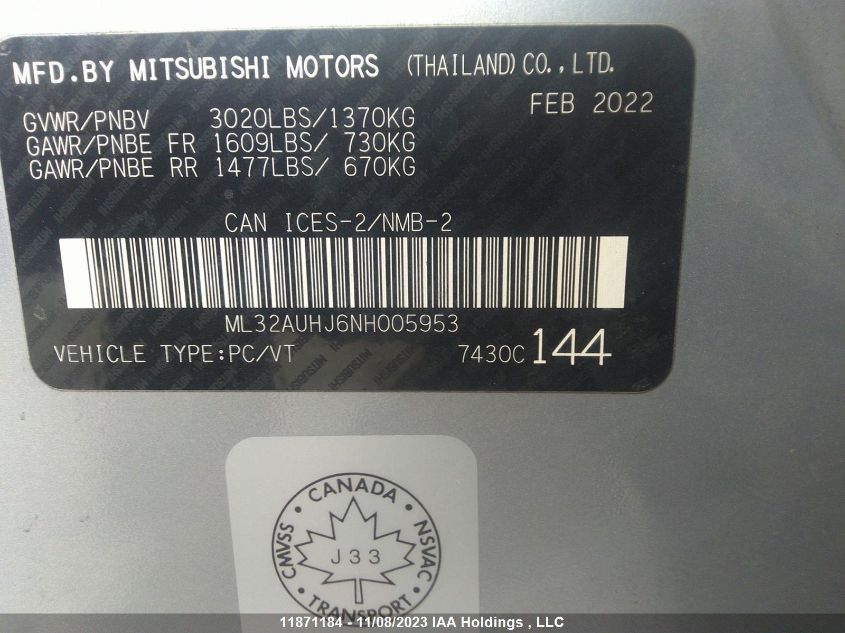 MFD.BY MITSUBISHI MOTORS (THAILAND) CO.,LTD.
FEB 2022
GVWR/PNBV 3020LBS/1370KG
GAWR/PNBE FR 1609LBS/ 730KG
GAWR/PNBE RR 1477LBS/ 670KG
CAN ICES-2/NMB-2
ML32AUHJ6NH005953
VEHICLE TYPE:PC/VT 7430C 144
CANADA
CMVSS
NSVAC
J33
TRANSPORT
11871184 - 11/08/2023 IAA Holdings , LLC